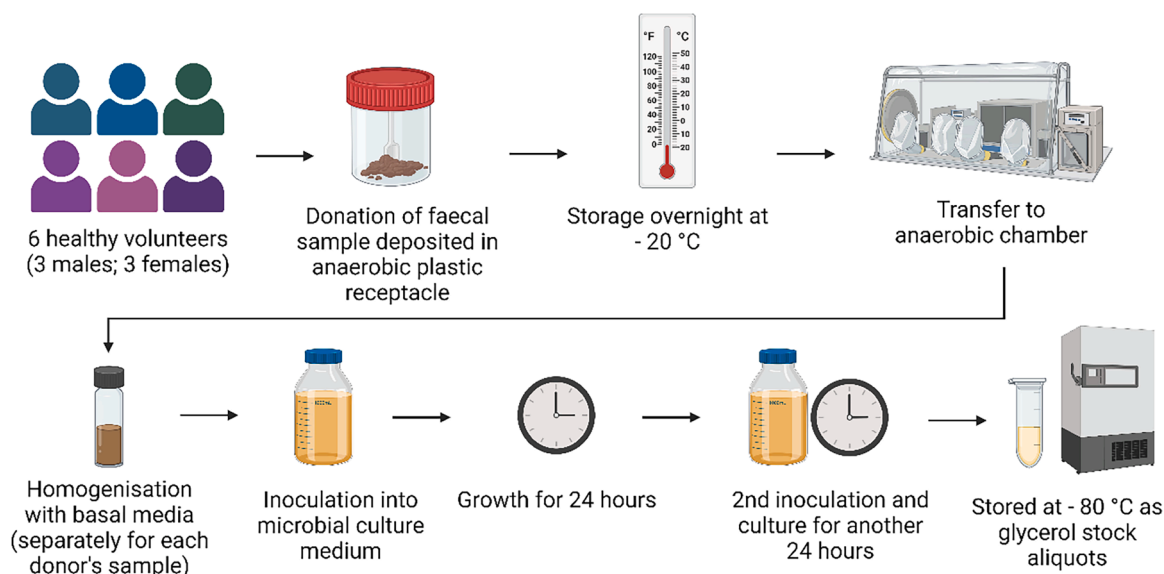 °F °C
120 50
100 40
80 30
60 20
40 10
20 0
0 10
20
6 healthy volunteers
(3 males; 3 females)
Donation of faecal
sample deposited in
anaerobic plastic
receptacle
Storage overnight at
- 20 °C
Transfer to
anaerobic chamber
Homogenisation
with basal media
(separately for each
donor's sample)
Inoculation into
microbial culture
medium
Growth for 24 hours
2nd inoculation and
culture for another
24 hours
Stored at - 80 °C as
glycerol stock
aliquots